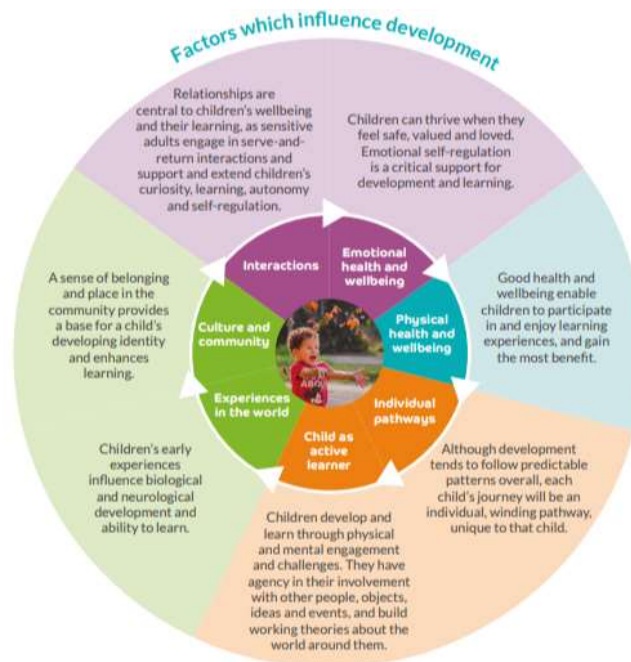 Factors which influence development
Relationships are
central to children's wellbeing
and their learning, as sensitive
adults engage in serve-and-
return interactions and
support and extend children's
curiosity, learning, autonomy
and self-regulation.
Children can thrive when they
feel safe, valued and loved.
Emotional self-regulation
is a critical support for
development and learning.
Interactions
Emotional
health and
wellbeing
A sense of belonging
and place in the
community provides
a base for a child's
developing identity
and enhances
learning.
Culture and
community
Physical
health and
wellbeing
Good health and
wellbeing enable
children to participate
in and enjoy learning
experiences, and gain
the most benefit.
Experiences
in the world
Child as
active
learner
Individual
pathways
Children's early
experiences
influence biological
and neurological
development and
ability to learn.
Children develop and
learn through physical
and mental engagement
and challenges. They have
agency in their involvement
with other people, objects,
ideas and events, and build
working theories about the
world around them.
Although development
tends to follow predictable
patterns overall, each
child's journey will be an
individual, winding pathway,
unique to that child.